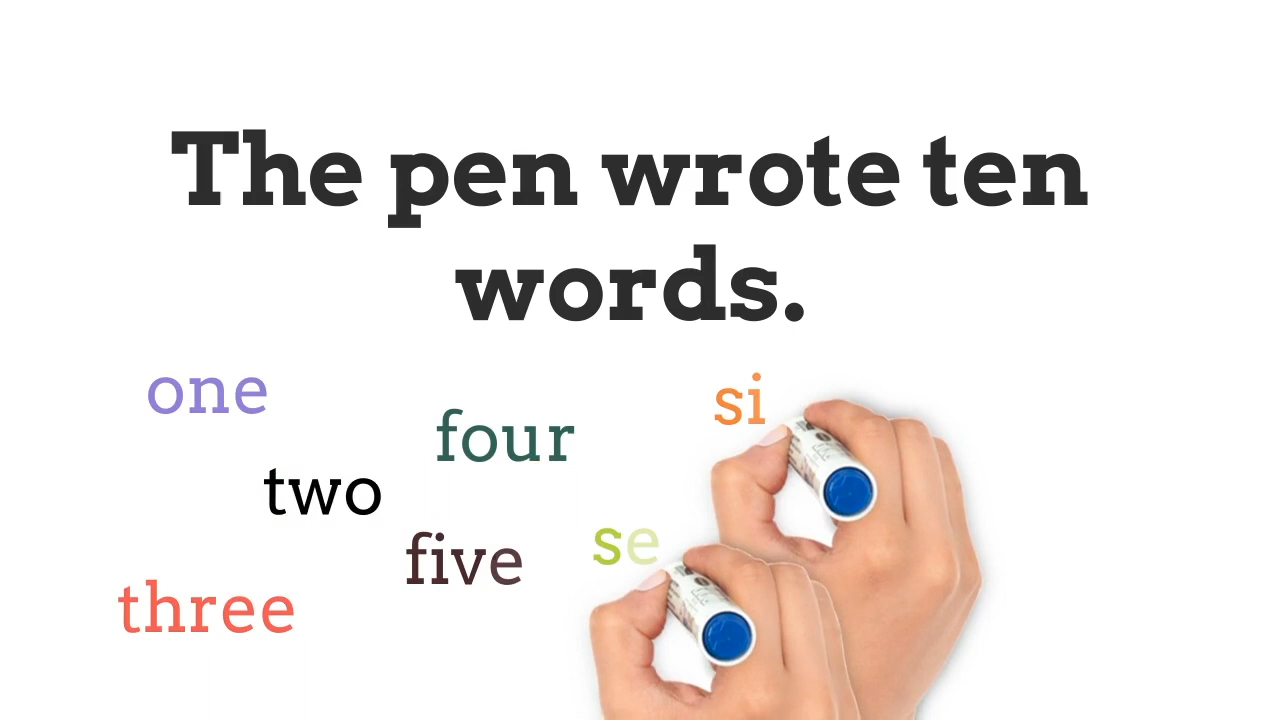 The pen wrote ten
words.
one
four
si
two
five
se
three